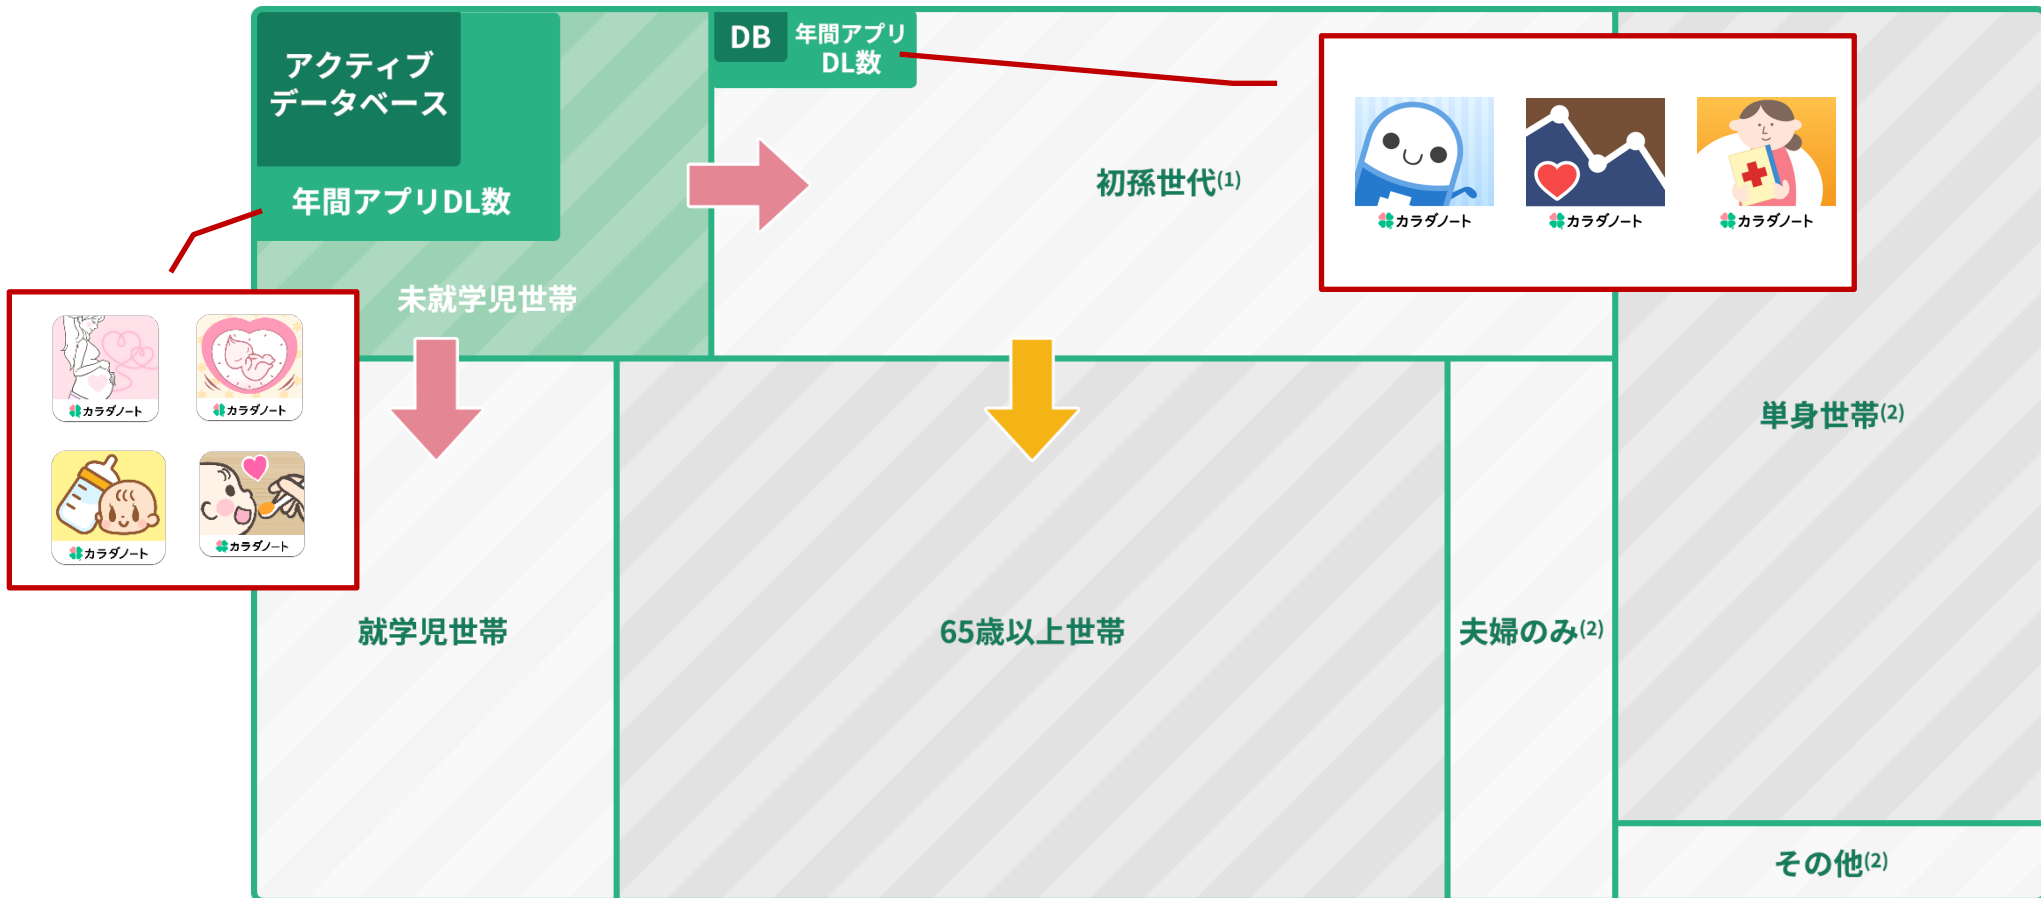 アクティブ
データベース
年間アプリDL数
未就学児世帯
DB
年間アプリ
DL数
初孫世代(1)
カラダノート
カラダノート
カラダノート
カラダノート
カラダノート
カラダノート
カラダノート
単身世帯(2)
就学児世帯
65歳以上世帯
夫婦のみ(2)
その他(2)